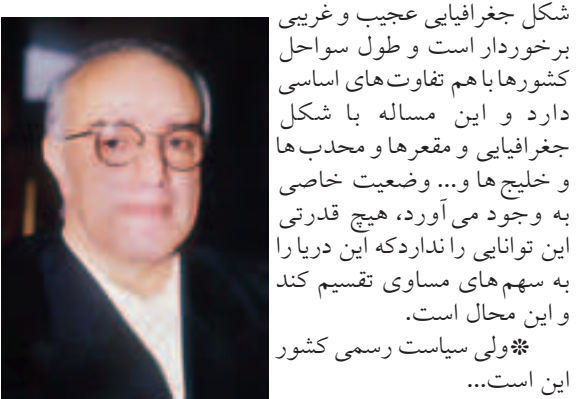 شکل جغرافیایی عجیب و غریبی
برخوردار است و طول سواحل
کشورها با هم تفاوت‌های اساسی
دارد و این مساله با شکل
جغرافیایی و مقعرها و محدب‌ها
و خلیج‌ها و... وضعیت خاصی
به وجود می‌آورد، هیچ قدرتی
این توانایی را ندارد که این دریا را
به سهم‌های مساوی تقسیم کند
و این محال است.
❊ولی سیاست رسمی کشور
این است...